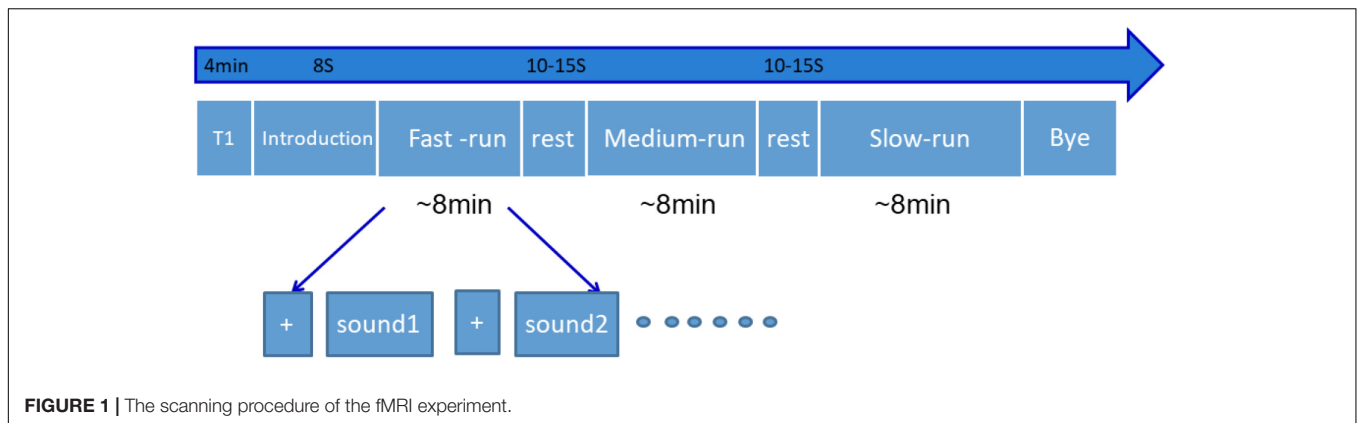 4min 8S 10-15S 10-15S
T1 Introduction Fast -run rest Medium-run rest Slow-run Bye
~8min ~8min ~8min
+ sound1 + sound2
FIGURE 1 | The scanning procedure of the fMRI experiment.